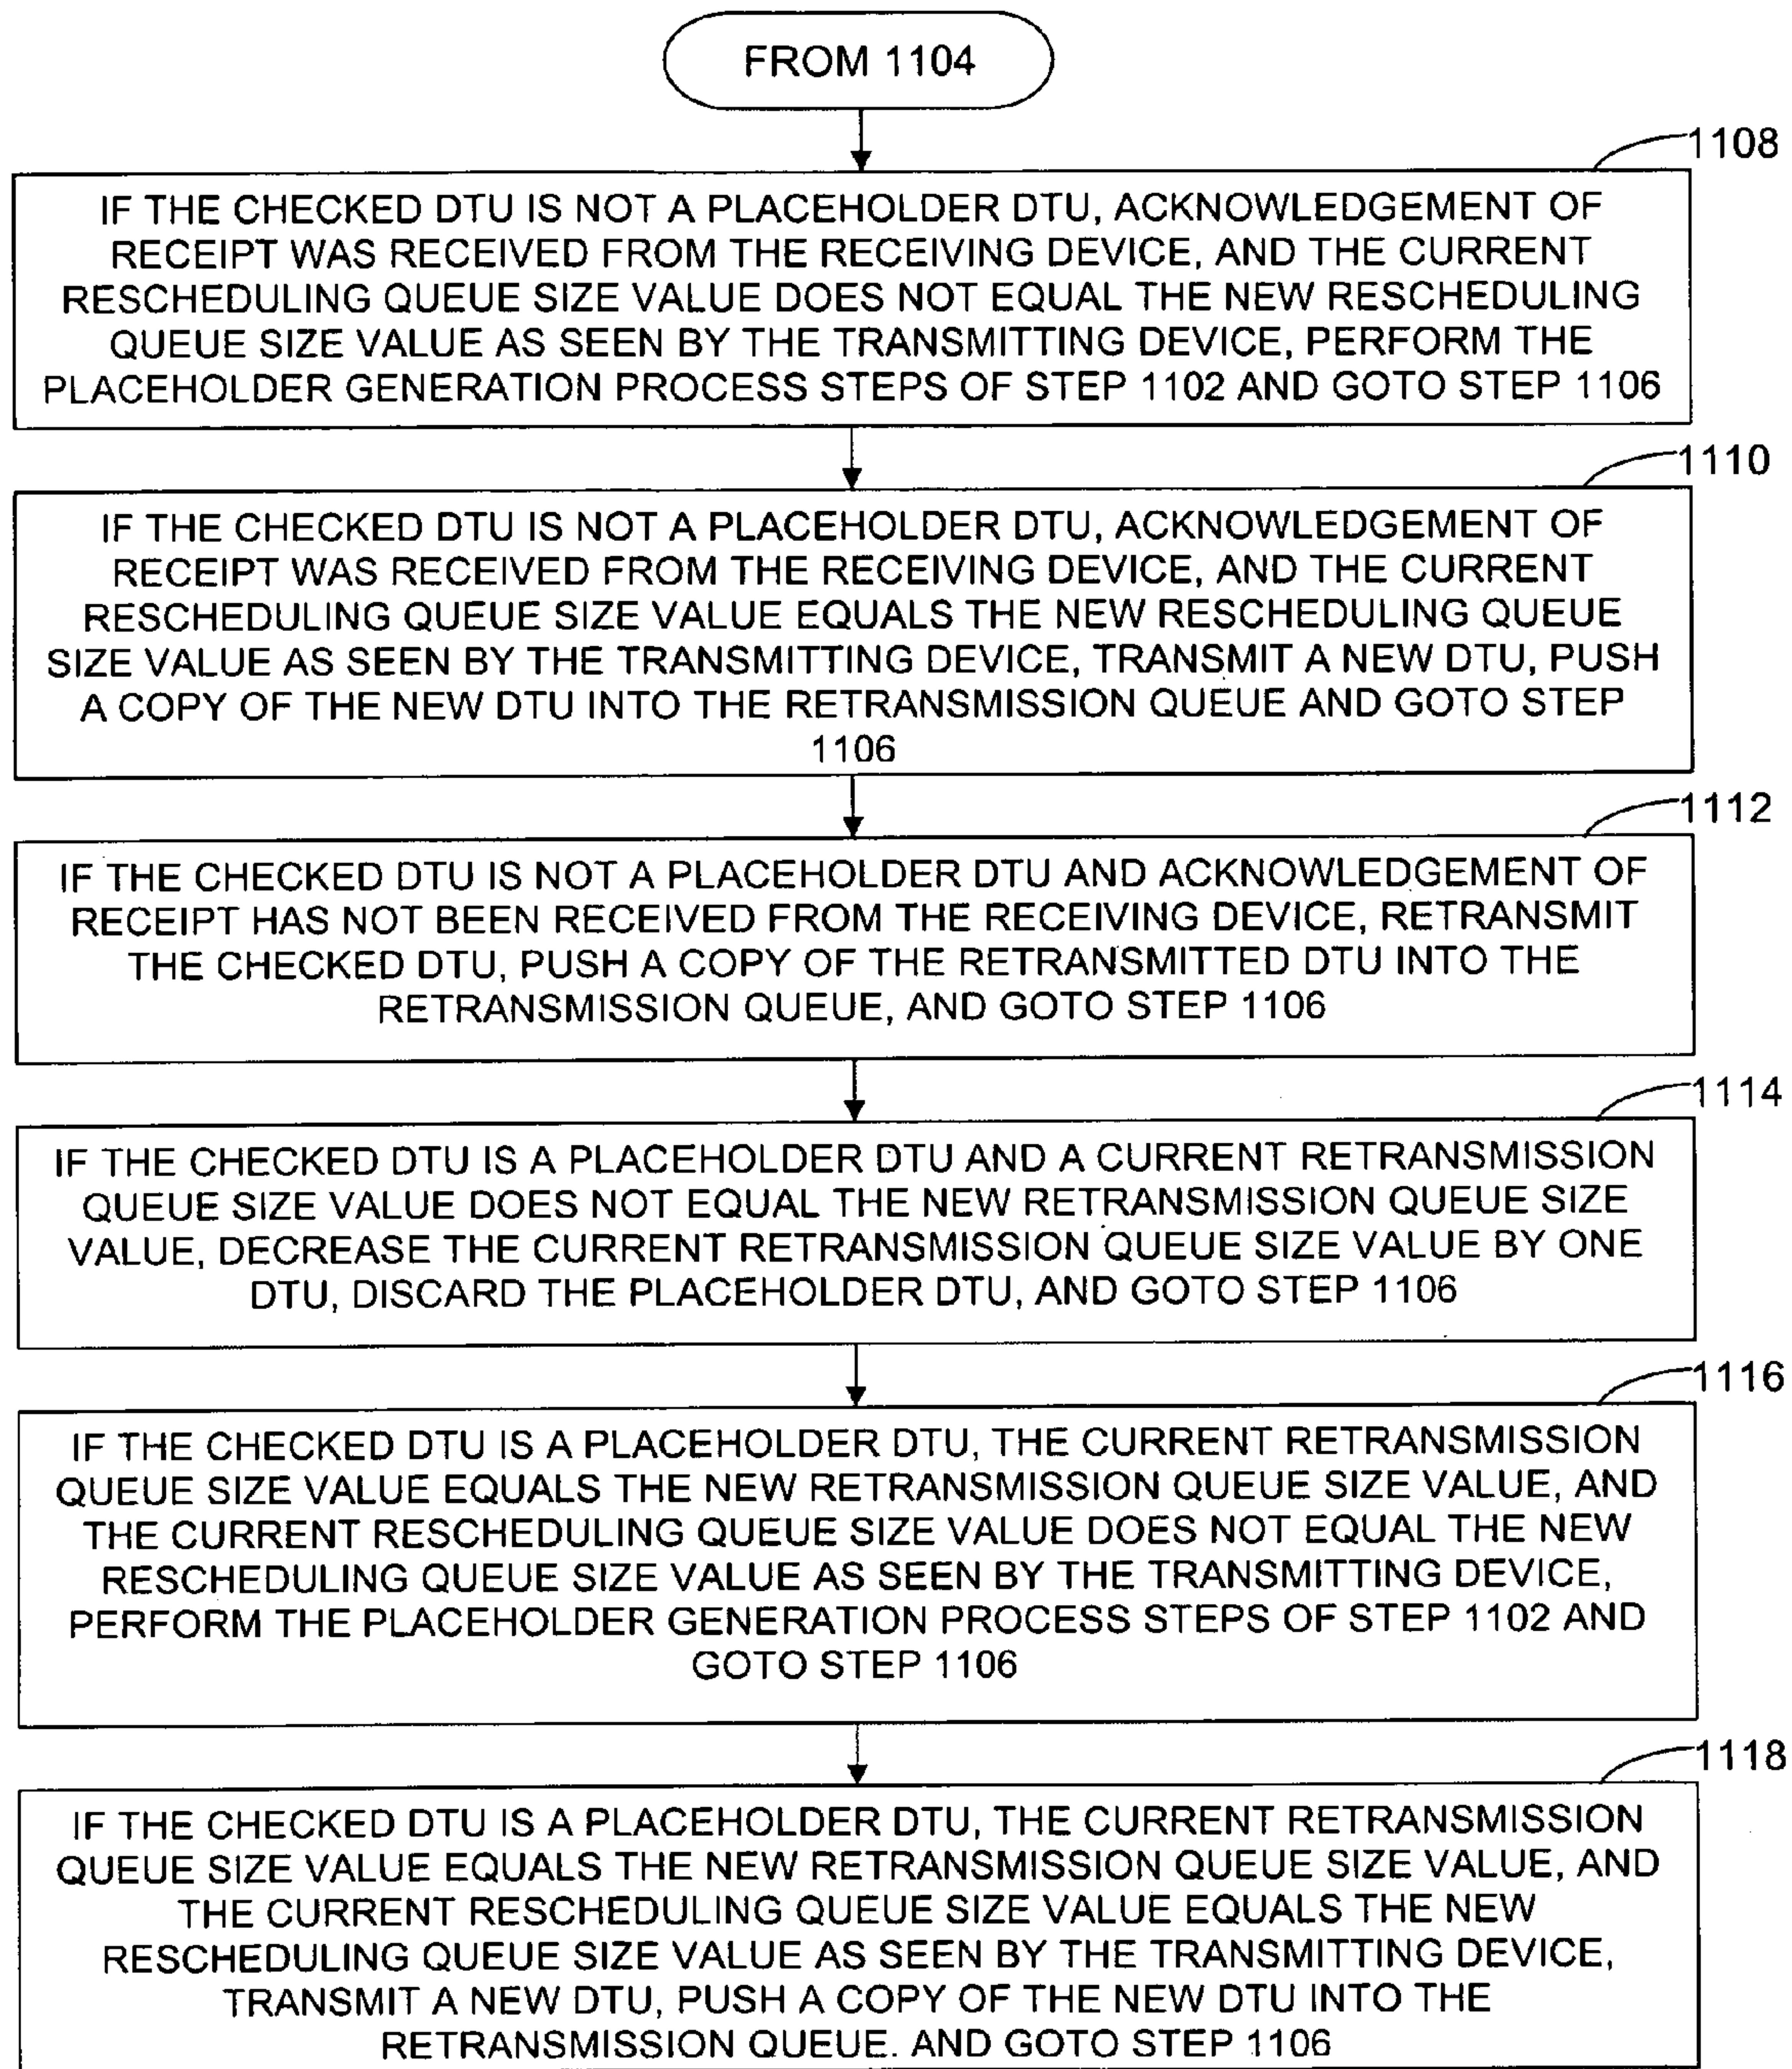 FROM 1104
1108
IF THE CHECKED DTU IS NOT A PLACEHOLDER DTU, ACKNOWLEDGEMENT OF
RECEIPT WAS RECEIVED FROM THE RECEIVING DEVICE, AND THE CURRENT
RESCHEDULING QUEUE SIZE VALUE DOES NOT EQUAL THE NEW RESCHEDULING
QUEUE SIZE VALUE AS SEEN BY THE TRANSMITTING DEVICE, PERFORM THE
PLACEHOLDER GENERATION PROCESS STEPS OF STEP 1102 AND GOTO STEP 1106
1110
IF THE CHECKED DTU IS NOT A PLACEHOLDER DTU, ACKNOWLEDGEMENT OF
RECEIPT WAS RECEIVED FROM THE RECEIVING DEVICE, AND THE CURRENT
RESCHEDULING QUEUE SIZE VALUE EQUALS THE NEW RESCHEDULING QUEUE
SIZE VALUE AS SEEN BY THE TRANSMITTING DEVICE, TRANSMIT A NEW DTU, PUSH
A COPY OF THE NEW DTU INTO THE RETRANSMISSION QUEUE AND GOTO STEP
1106
1112
IF THE CHECKED DTU IS NOT A PLACEHOLDER DTU AND ACKNOWLEDGEMENT OF
RECEIPT HAS NOT BEEN RECEIVED FROM THE RECEIVING DEVICE, RETRANSMIT
THE CHECKED DTU, PUSH A COPY OF THE RETRANSMITTED DTU INTO THE
RETRANSMISSION QUEUE, AND GOTO STEP 1106
1114
IF THE CHECKED DTU IS A PLACEHOLDER DTU AND A CURRENT RETRANSMISSION
QUEUE SIZE VALUE DOES NOT EQUAL THE NEW RETRANSMISSION QUEUE SIZE
VALUE, DECREASE THE CURRENT RETRANSMISSION QUEUE SIZE VALUE BY ONE
DTU, DISCARD THE PLACEHOLDER DTU, AND GOTO STEP 1106
1116
IF THE CHECKED DTU IS A PLACEHOLDER DTU, THE CURRENT RETRANSMISSION
QUEUE SIZE VALUE EQUALS THE NEW RETRANSMISSION QUEUE SIZE VALUE, AND
THE CURRENT RESCHEDULING QUEUE SIZE VALUE DOES NOT EQUAL THE NEW
RESCHEDULING QUEUE SIZE VALUE AS SEEN BY THE TRANSMITTING DEVICE,
PERFORM THE PLACEHOLDER GENERATION PROCESS STEPS OF STEP 1102 AND
GOTO STEP 1106
1118
IF THE CHECKED DTU IS A PLACEHOLDER DTU, THE CURRENT RETRANSMISSION
QUEUE SIZE VALUE EQUALS THE NEW RETRANSMISSION QUEUE SIZE VALUE, AND
THE CURRENT RESCHEDULING QUEUE SIZE VALUE EQUALS THE NEW
RESCHEDULING QUEUE SIZE VALUE AS SEEN BY THE TRANSMITTING DEVICE,
TRANSMIT A NEW DTU, PUSH A COPY OF THE NEW DTU INTO THE
RETRANSMISSION QUEUE. AND GOTO STEP 1106